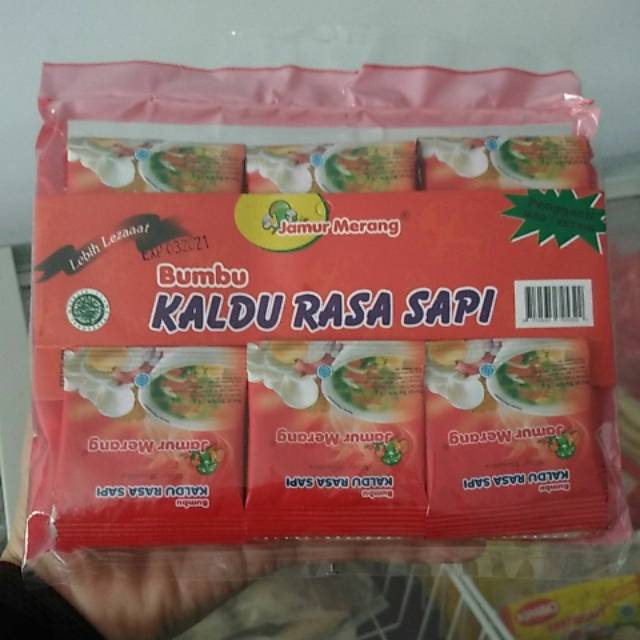 Jamur Merang
Lebih Lezaaat
EXP 032021
Bumbu
KALDU RASA SAPI
Jamur Merang
Bumbu
KALDU RASA SAPI
Jamur Merang
Bumbu
KALDU RASA SAPI
Jamur Merang
Bumbu
KALDU RASA SAPI